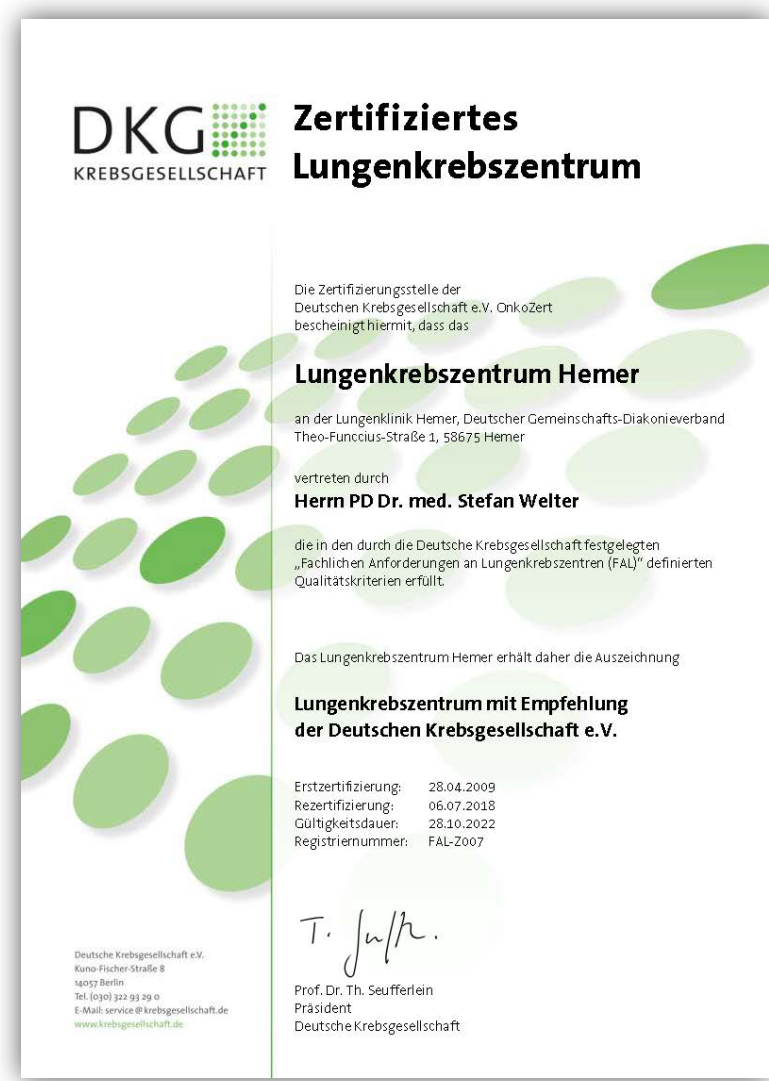 DKG
KREBSGESELLSCHAFT
Zertifiziertes
Lungenkrebszentrum
Die Zertifizierungsstelle der
Deutschen Krebsgesellschaft e.V. OnkoZert
bescheinigt hiermit, dass das
Lungenkrebszentrum Hemer
an der Lungenklinik Hemer, Deutscher Gemeinschafts-Diakonieverband
Theo-Funccius-Straße 1, 58675 Hemer
vertreten durch
Herrn PD Dr. med. Stefan Welter
die in den durch die Deutsche Krebsgesellschaft festgelegten
„Fachlichen Anforderungen an Lungenkrebszentren (FAL)“ definierten
Qualitätskriterien erfüllt.
Das Lungenkrebszentrum Hemer erhält daher die Auszeichnung
Lungenkrebszentrum mit Empfehlung
der Deutschen Krebsgesellschaft e.V.
Erstzertifizierung: 28.04.2009
Rezertifizierung: 06.07.2018
Gültigkeitsdauer: 28.10.2022
Registriernummer: FAL-Z007
Prof. Dr. Th. Seufferlein
Präsident
Deutsche Krebsgesellschaft
Deutsche Krebsgesellschaft e.V.
Kuno-Fischer-Straße 8
14057 Berlin
Tel. (030) 322 93 29 0
E-Mail: service@krebsgesellschaft.de
www.krebsgesellschaft.de